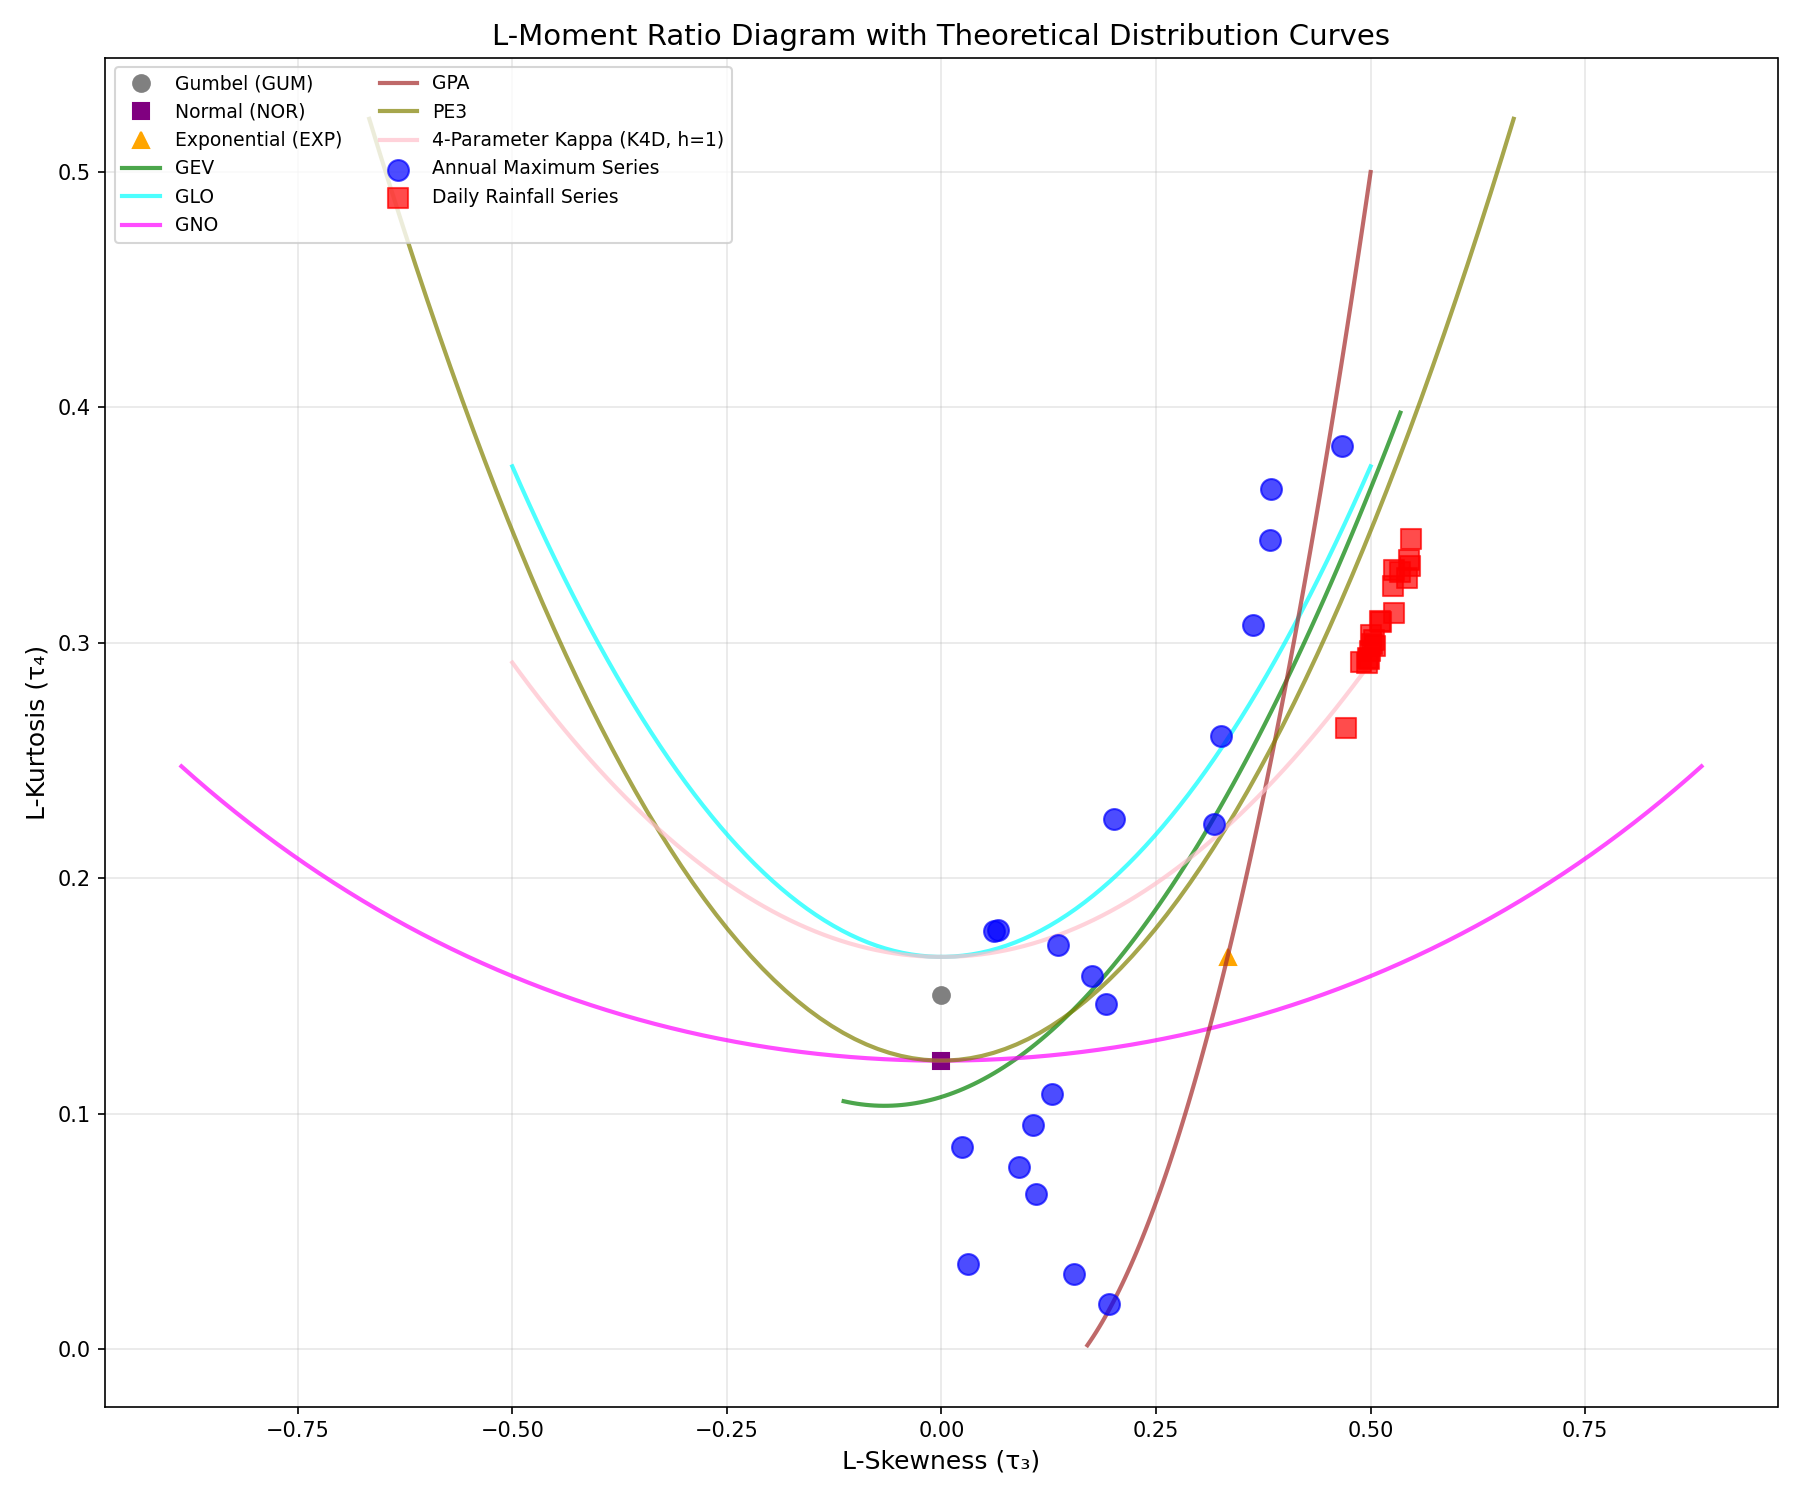 L-Moment Ratio Diagram with Theoretical Distribution Curves
Gumbel (GUM)
Normal (NOR)
Exponential (EXP)
GEV
GLO
GNO
GPA
PE3
4-Parameter Kappa (K4D, h=1)
Annual Maximum Series
Daily Rainfall Series
L-Kurtosis (τ₄)
0.5
0.4
0.3
0.2
0.1
0.0
−0.75
−0.50
−0.25
0.00
0.25
0.50
0.75
L-Skewness (τ₃)